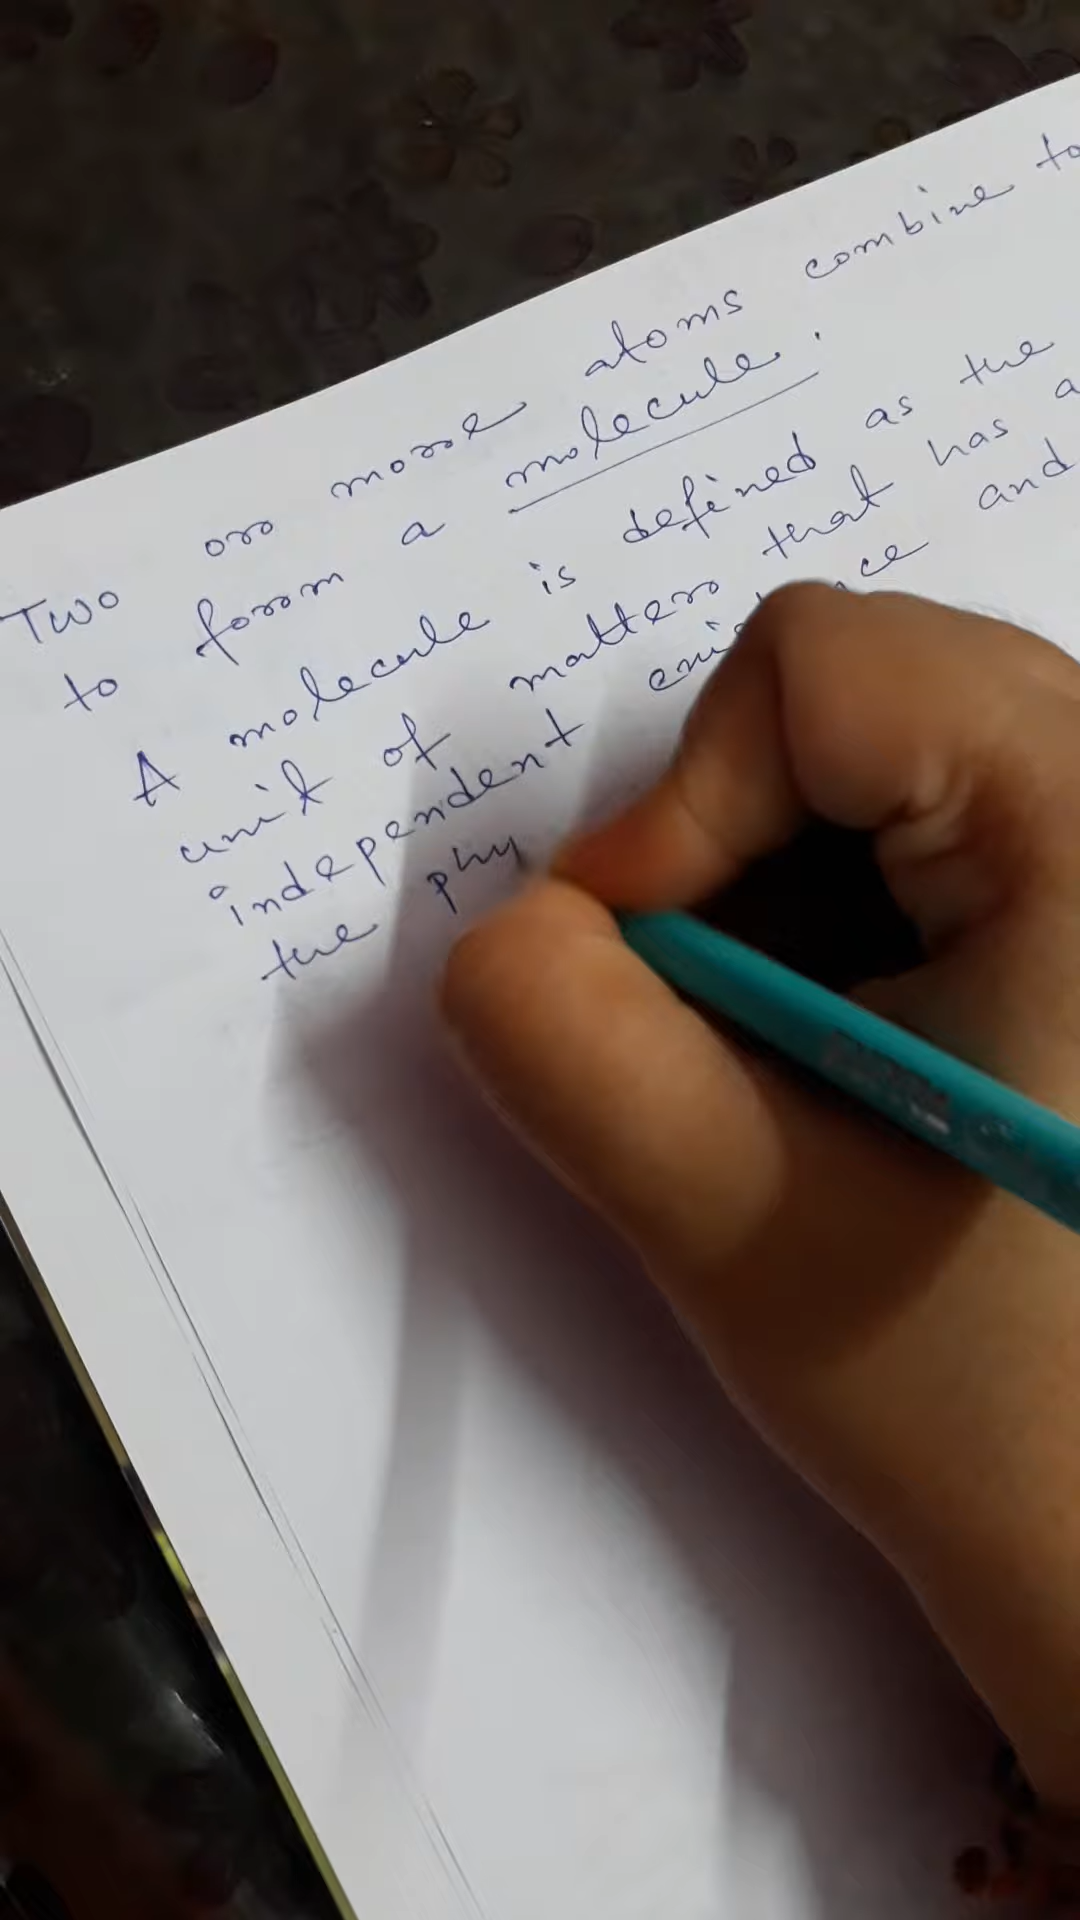 Two or more atoms combine to
to form a molecule.
A molecule is defined as the
unit of matter that has a
independent and
the phy